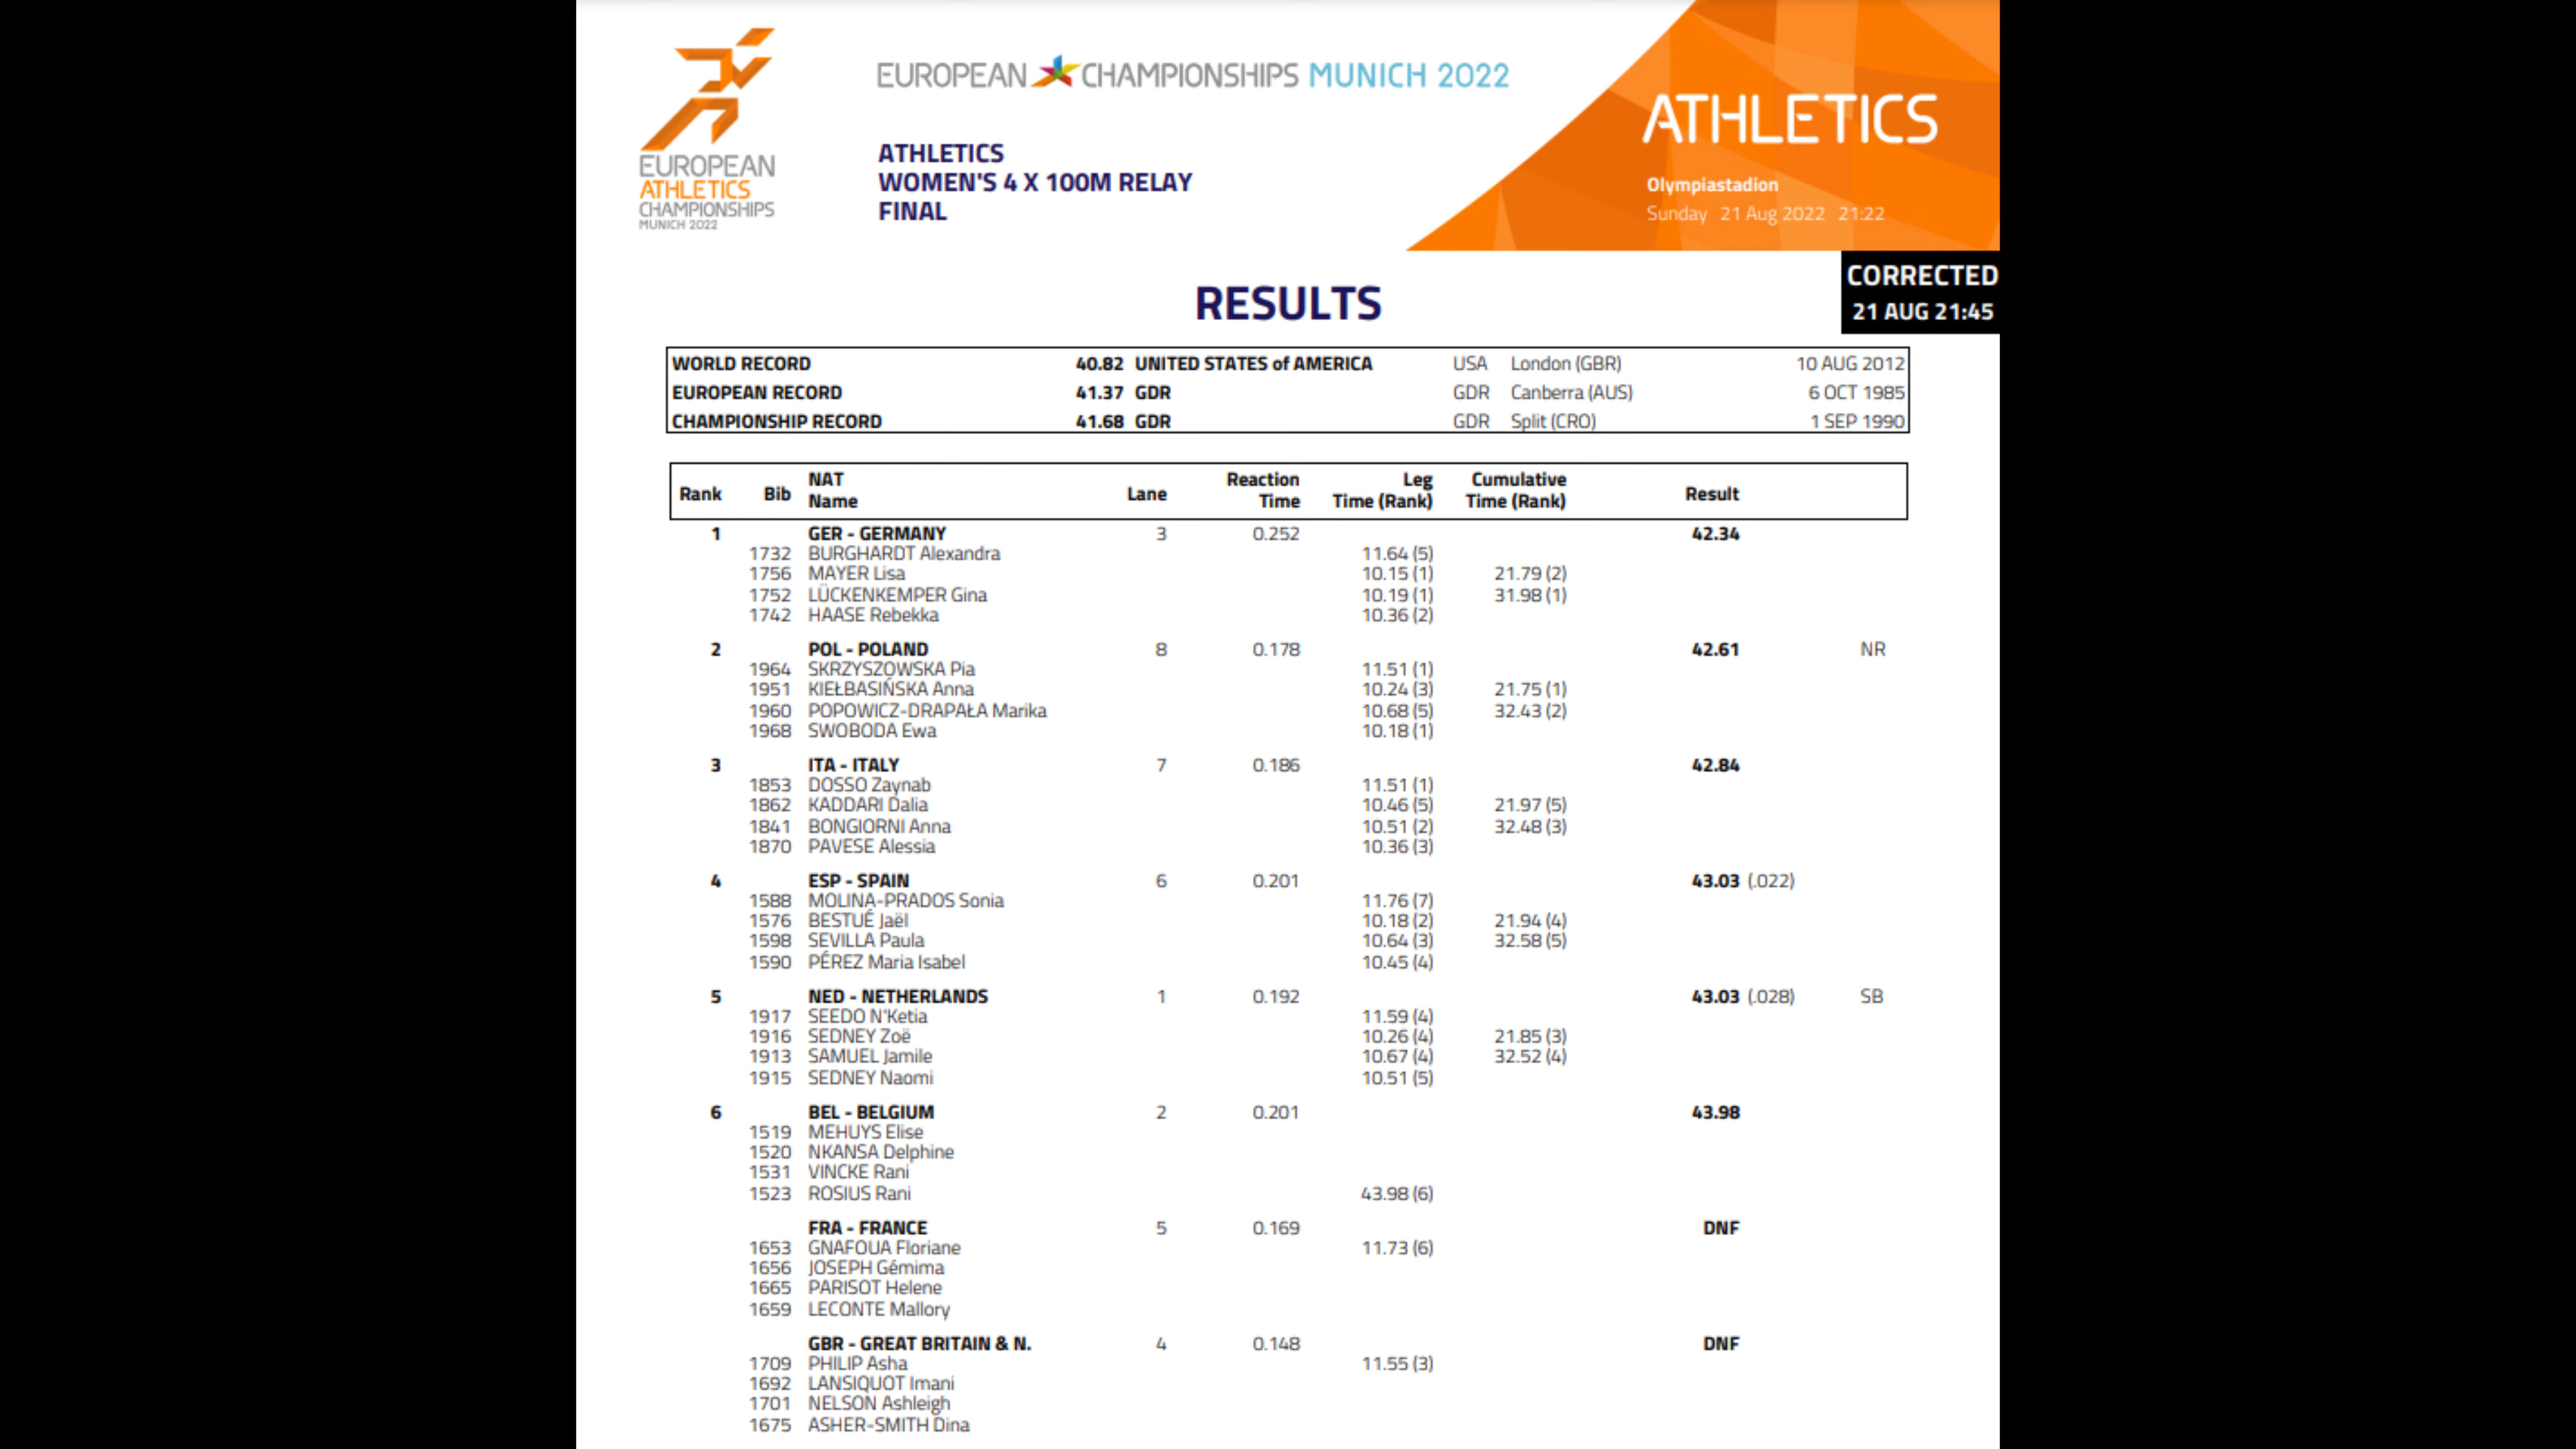 EUROPEAN
ATHLETICS
CHAMPIONSHIPS
MUNICH 2022
EUROPEAN CHAMPIONSHIPS MUNICH 2022
ATHLETICS
WOMEN'S 4 X 100M RELAY
FINAL
ATHLETICS
Olympiastadion
Sunday 21 Aug 2022 21:22
CORRECTED
21 AUG 21:45
RESULTS
WORLD RECORD 40.82 UNITED STATES of AMERICA USA London (GBR) 10 AUG 2012
EUROPEAN RECORD 41.37 GDR GDR Canberra (AUS) 6 OCT 1985
CHAMPIONSHIP RECORD 41.68 GDR GDR Split (CRO) 1 SEP 1990
Rank Bib NAT Name Lane Reaction Time Leg Time (Rank) Cumulative Time (Rank) Result
1 GER - GERMANY 3 0.252 42.34
1732 BURGHARDT Alexandra 11.64 (5)
1756 MAYER Lisa 10.15 (1) 21.79 (2)
1752 LÜCKENKEMPER Gina 10.19 (1) 31.98 (1)
1742 HAASE Rebekka 10.36 (2)
2 POL - POLAND 8 0.178 42.61 NR
1964 SKRZYSZOWSKA Pia 11.51 (1)
1951 KIEŁBASIŃSKA Anna 10.24 (3) 21.75 (1)
1960 POPOWICZ-DRAPAŁA Marika 10.68 (5) 32.43 (2)
1968 SWOBODA Ewa 10.18 (1)
3 ITA - ITALY 7 0.186 42.84
1853 DOSSO Zaynab 11.51 (1)
1862 KADDARI Dalia 10.46 (5) 21.97 (5)
1841 BONGIORNI Anna 10.51 (2) 32.48 (3)
1870 PAVESE Alessia 10.36 (3)
4 ESP - SPAIN 6 0.201 43.03 (.022)
1588 MOLINA-PRADOS Sonia 11.76 (7)
1576 BESTUÉ Jaël 10.18 (2) 21.94 (4)
1598 SEVILLA Paula 10.64 (3) 32.58 (5)
1590 PÉREZ Maria Isabel 10.45 (4)
5 NED - NETHERLANDS 1 0.192 43.03 (.028) SB
1917 SEEDO N'Ketia 11.59 (4)
1916 SEDNEY Zoë 10.26 (4) 21.85 (3)
1913 SAMUEL Jamile 10.67 (4) 32.52 (4)
1915 SEDNEY Naomi 10.51 (5)
6 BEL - BELGIUM 2 0.201 43.98
1519 MEHUYS Elise
1520 NKANSA Delphine
1531 VINCKE Rani
1523 ROSIUS Rani 43.98 (6)
FRA - FRANCE 5 0.169 DNF
1653 GNAFOUA Floriane 11.73 (6)
1656 JOSEPH Gémima
1665 PARISOT Helene
1659 LECONTE Mallory
GBR - GREAT BRITAIN & N. 4 0.148 DNF
1709 PHILIP Asha 11.55 (3)
1692 LANSIQUOT Imani
1701 NELSON Ashleigh
1675 ASHER-SMITH Dina